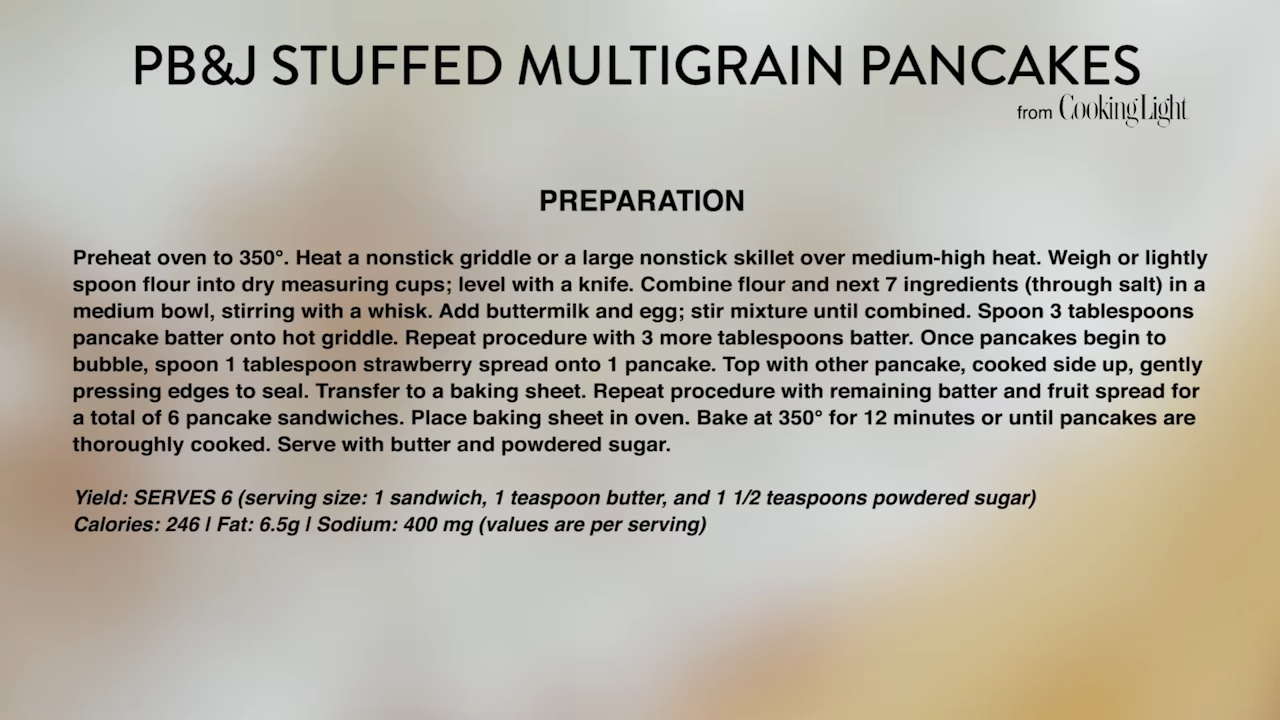 PB&J STUFFED MULTIGRAIN PANCAKES
from CookingLight
PREPARATION
Preheat oven to 350°. Heat a nonstick griddle or a large nonstick skillet over medium-high heat. Weigh or lightly
spoon flour into dry measuring cups; level with a knife. Combine flour and next 7 ingredients (through salt) in a
medium bowl, stirring with a whisk. Add buttermilk and egg; stir mixture until combined. Spoon 3 tablespoons
pancake batter onto hot griddle. Repeat procedure with 3 more tablespoons batter. Once pancakes begin to
bubble, spoon 1 tablespoon strawberry spread onto 1 pancake. Top with other pancake, cooked side up, gently
pressing edges to seal. Transfer to a baking sheet. Repeat procedure with remaining batter and fruit spread for
a total of 6 pancake sandwiches. Place baking sheet in oven. Bake at 350° for 12 minutes or until pancakes are
thoroughly cooked. Serve with butter and powdered sugar.
Yield: SERVES 6 (serving size: 1 sandwich, 1 teaspoon butter, and 1 1/2 teaspoons powdered sugar)
Calories: 246 l Fat: 6.5g l Sodium: 400 mg (values are per serving)